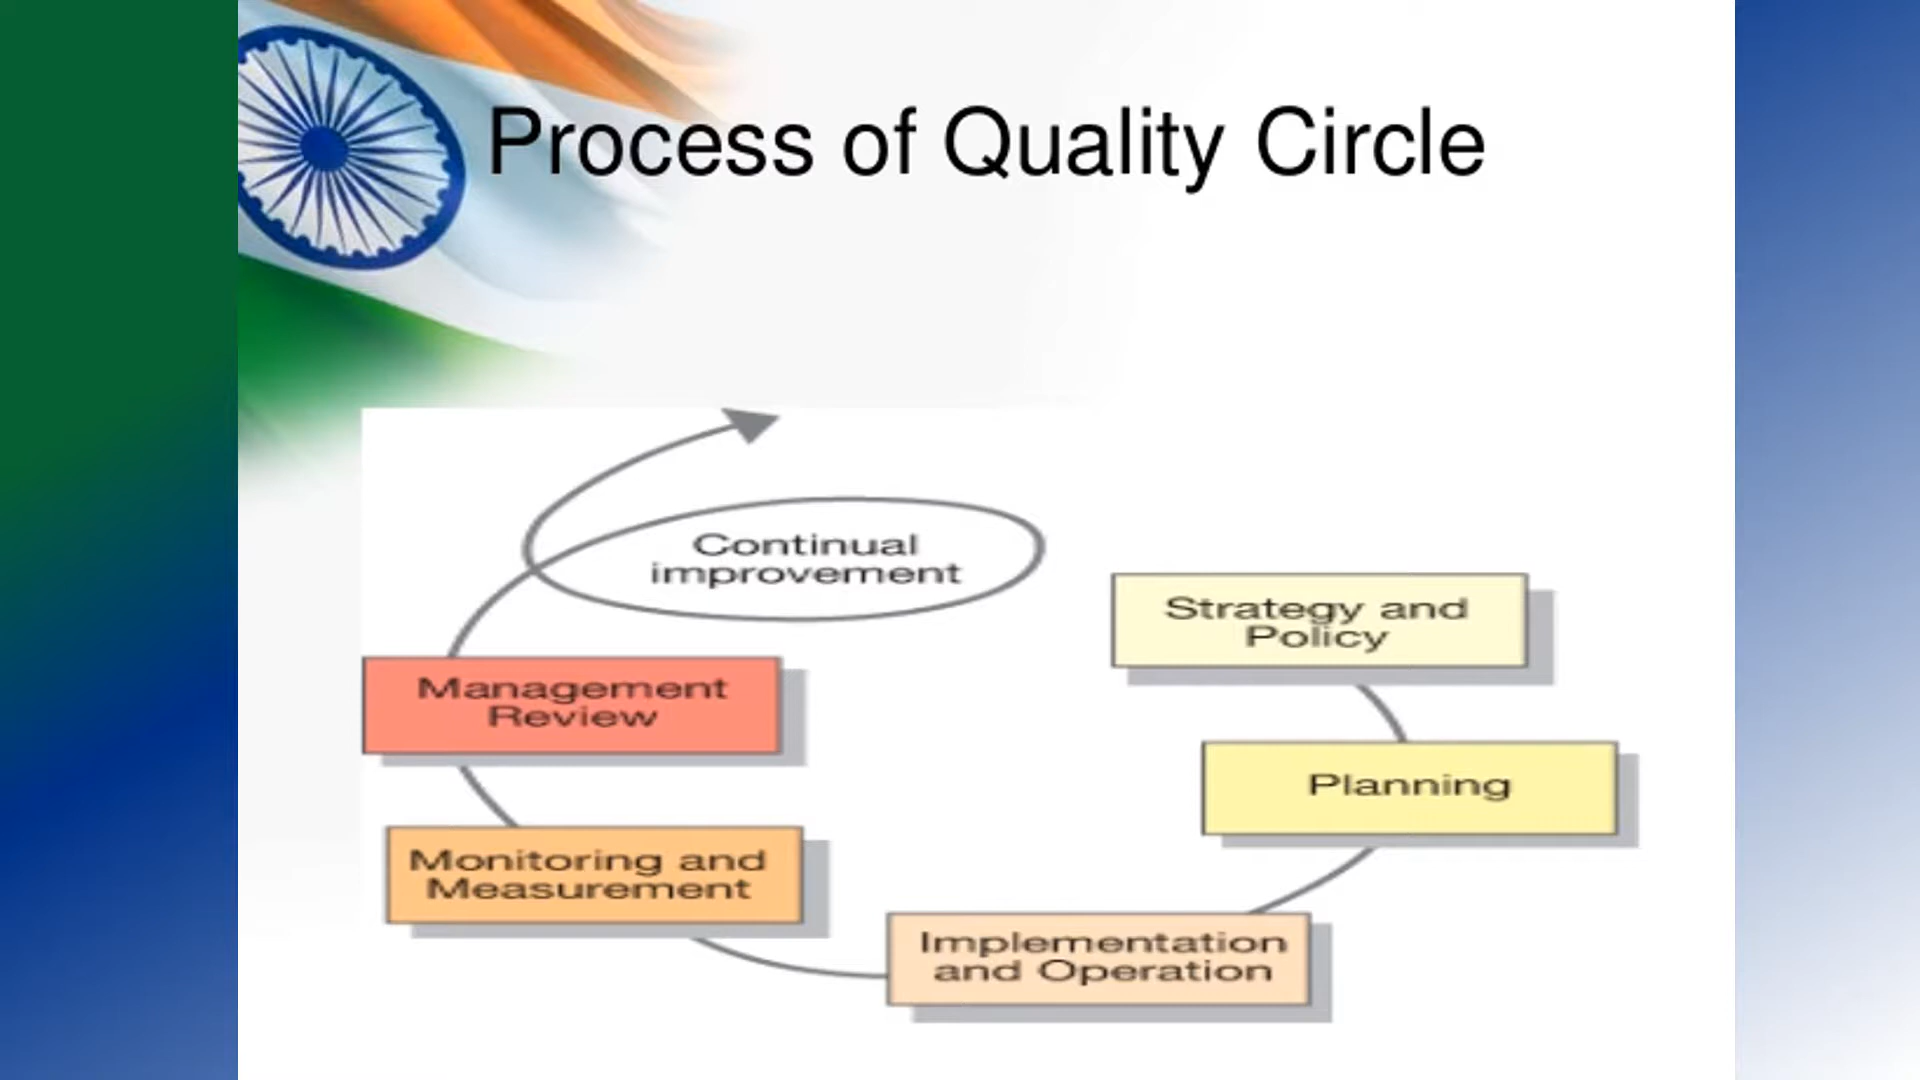 Process of Quality Circle
Continual
improvement
Strategy and
Policy
Management
Review
Planning
Monitoring and
Measurement
Implementation
and Operation